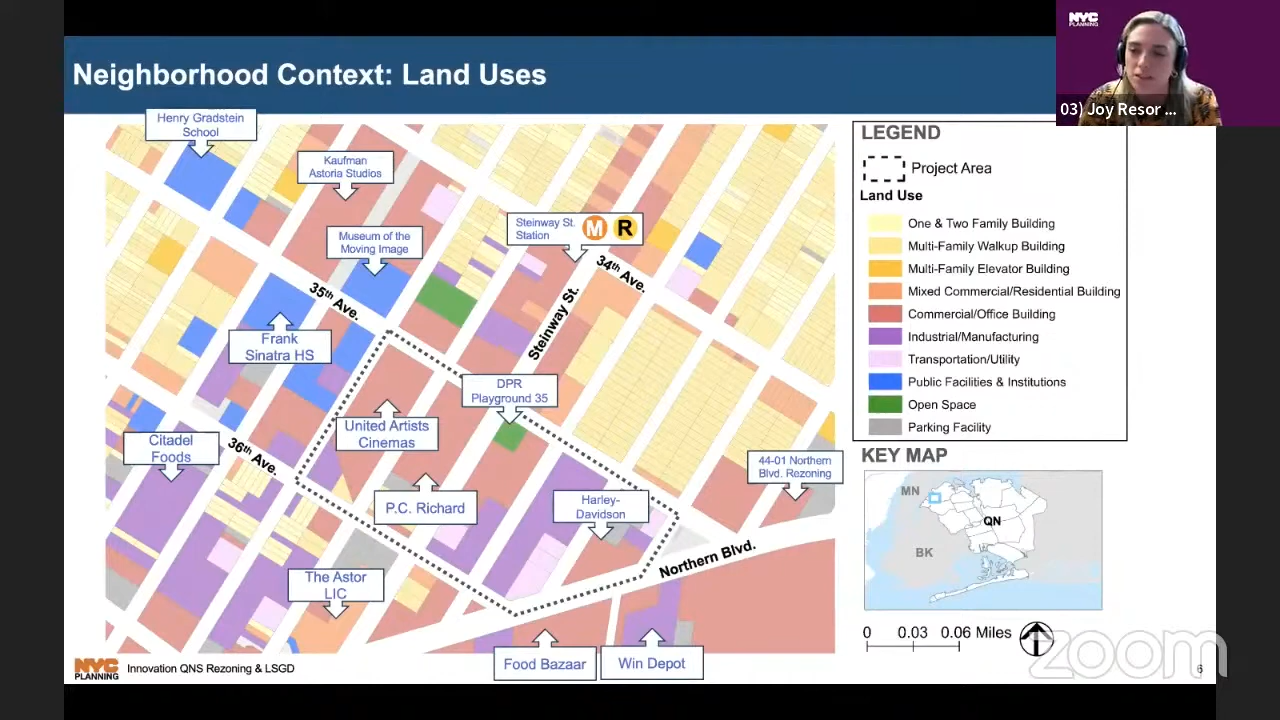 Neighborhood Context: Land Uses
NYC
PLANNING
03) Joy Resor ...
Henry Gradstein
School
Kaufman
Astoria Studios
Museum of the
Moving Image
Steinway St.
Station
M R
34th Ave.
35th Ave.
Steinway St.
Frank
Sinatra HS
DPR
Playground 35
United Artists
Cinemas
Citadel
Foods
36th Ave.
P.C. Richard
Harley-
Davidson
44-01 Northern
Blvd. Rezoning
Northern Blvd.
The Astor
LIC
Food Bazaar
Win Depot
LEGEND
Project Area
Land Use
One & Two Family Building
Multi-Family Walkup Building
Multi-Family Elevator Building
Mixed Commercial/Residential Building
Commercial/Office Building
Industrial/Manufacturing
Transportation/Utility
Public Facilities & Institutions
Open Space
Parking Facility
KEY MAP
MN
QN
BK
0 0.03 0.06 Miles
NYC
PLANNING
Innovation QNS Rezoning & LSGD
6
zoom